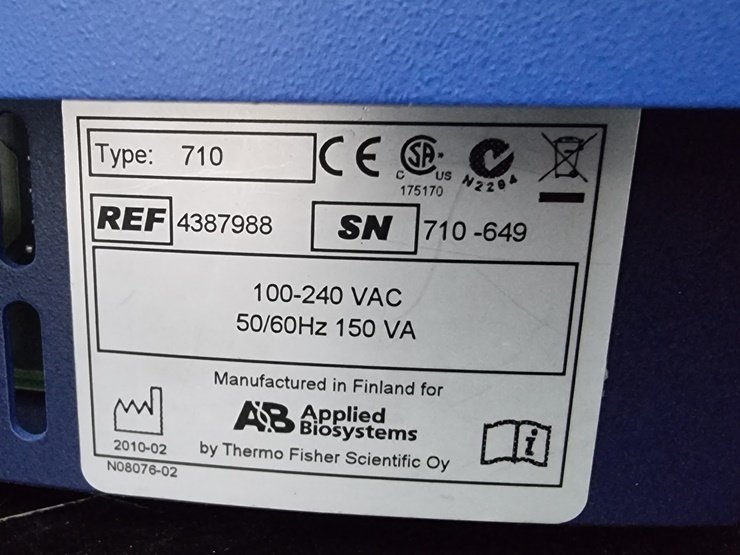 Type: 710
CE
C SA US
175170
N2284
REF 4387988
SN 710 -649
100-240 VAC
50/60Hz 150 VA
Manufactured in Finland for
AB Applied Biosystems
2010-02
by Thermo Fisher Scientific Oy
N08076-02
i